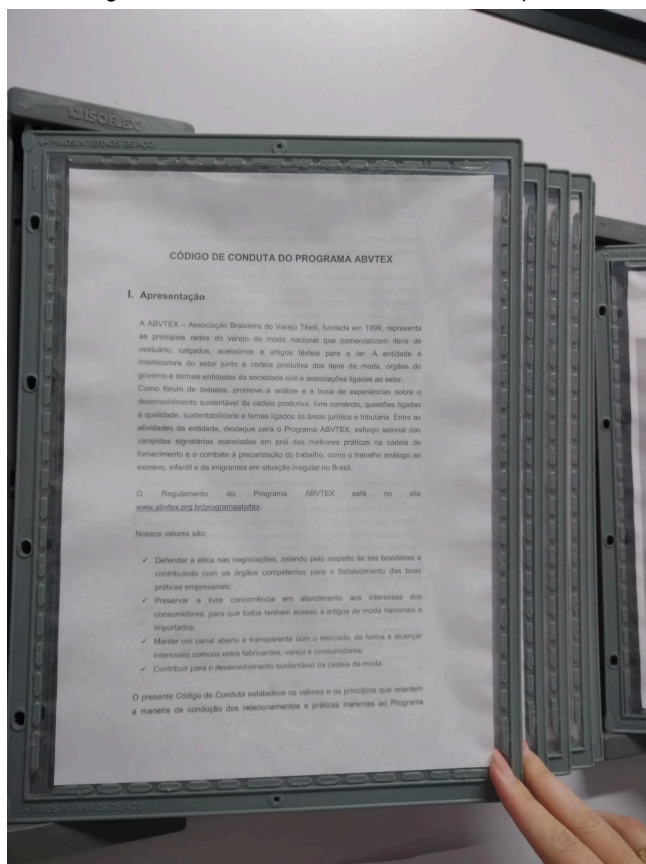 ISOFLEX
PINOS INTERNOS DE AÇO
CÓDIGO DE CONDUTA DO PROGRAMA ABVTEX
I. Apresentação
A ABVTEX – Associação Brasileira do Varejo Têxtil, fundada em 1999, representa
as principais redes do varejo de moda nacional que comercializam itens de
vestuário, calçados, acessórios e artigos têxteis para o lar. A entidade é
interlocutora do setor junto à cadeia produtiva dos itens de moda, órgãos do
governo e demais entidades da sociedade civil e associações ligadas ao setor.
Como fórum de debates, promove a análise e a troca de experiências sobre o
desenvolvimento sustentável da cadeia produtiva, livre comércio, questões ligadas
à qualidade, sustentabilidade e temas ligados às áreas jurídica e tributária. Entre as
atividades da entidade, destaque para o Programa ABVTEX, esforço setorial das
varejistas signatárias associadas em prol das melhores práticas na cadeia de
fornecimento e o combate à precarização do trabalho, como o trabalho análogo ao
escravo, infantil e de imigrantes em situação irregular no Brasil.
O Regulamento do Programa ABVTEX está no site
www.abvtex.org.br/programaabvtex.
Nossos valores são:
✓ Defender a ética nas negociações, zelando pelo respeito às leis brasileiras e
contribuindo com os órgãos competentes para o fortalecimento das boas
práticas empresariais;
✓ Preservar a livre concorrência em atendimento aos interesses dos
consumidores, para que todos tenham acesso a artigos de moda nacionais e
importados;
✓ Manter um canal aberto e transparente com o mercado, de forma a alcançar
interesses comuns entre fabricantes, varejo e consumidores;
✓ Contribuir para o desenvolvimento sustentável da cadeia da moda.
O presente Código de Conduta estabelece os valores e os princípios que orientam
a maneira de condução dos relacionamentos e práticas inerentes ao Programa
PINOS INTERNOS DE AÇO